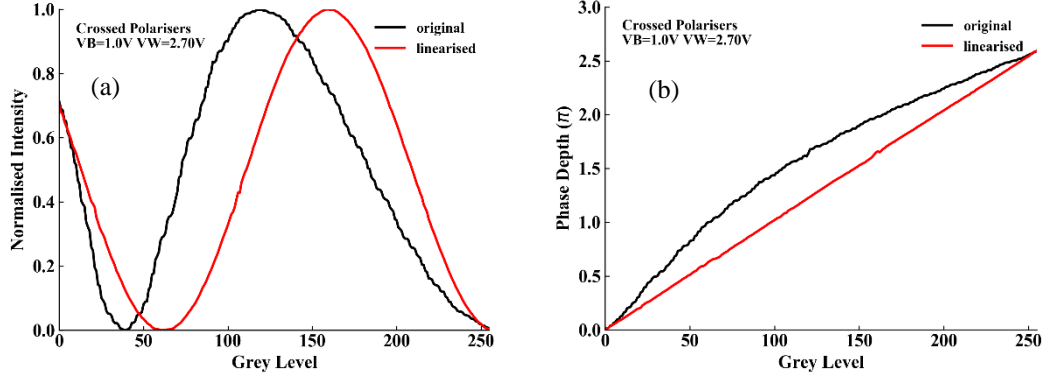 Crossed Polarisers
VB=1.0V VW=2.70V
original
linearised
(a)
Normalised Intensity
1.0
0.8
0.6
0.4
0.2
0.0
0 50 100 150 200 250
Grey Level
Crossed Polarisers
VB=1.0V VW=2.70V
original
linearised
(b)
Phase Depth (π)
3.0
2.5
2.0
1.5
1.0
0.5
0.0
0 50 100 150 200 250
Grey Level